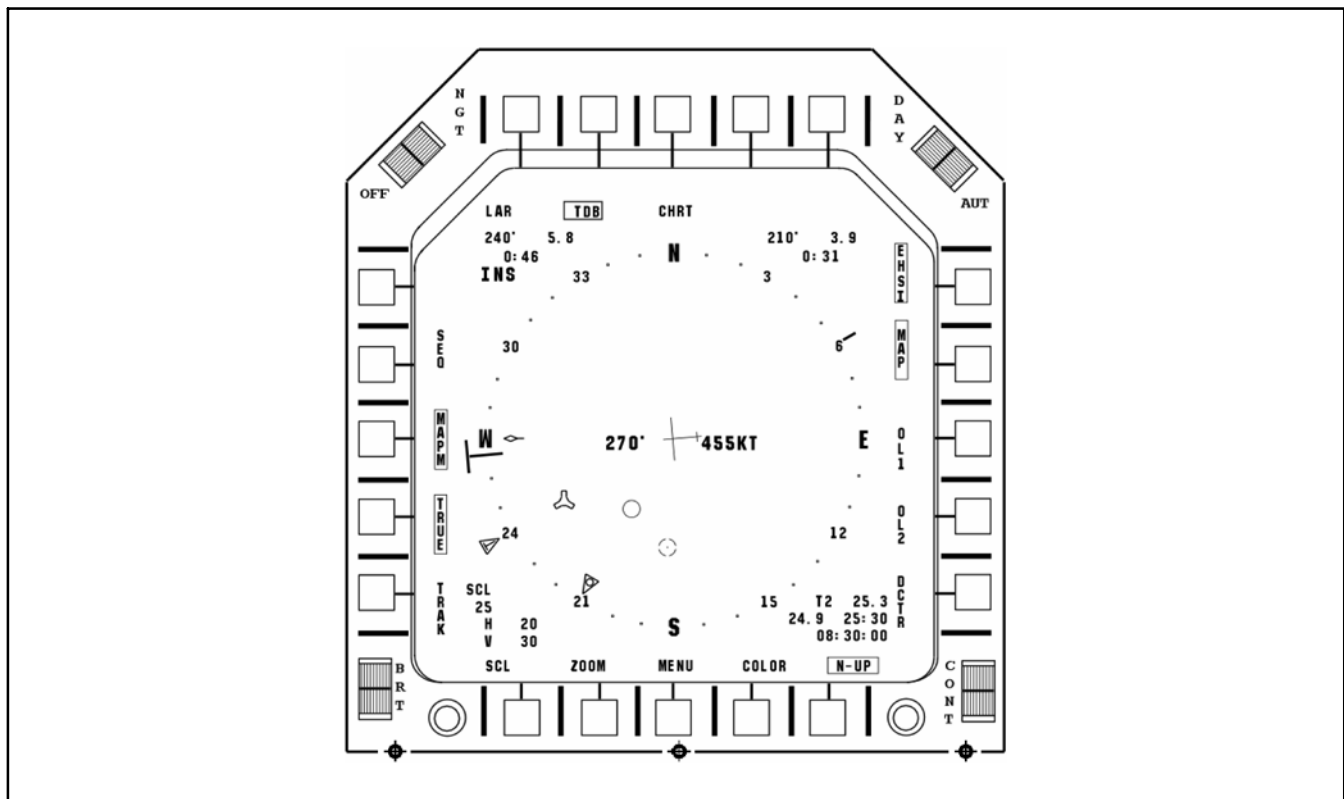 NGT
DAY
OFF
AUT
LAR TDB CHRT
240° 5.8 210° 3.9
0:46 N 0:31
INS 33 3
EHSI
SEQ
30 6
MAP
MAPM
W 270° 455KT E
OL1
TRUE
24 12
OL2
TRAK
SCL 21 15 T2 25.3
25 24.9 25:30
H 20 S 08:30:00
V 30
DCTR
SCL ZOOM MENU COLOR N-UP
BRT
CONT